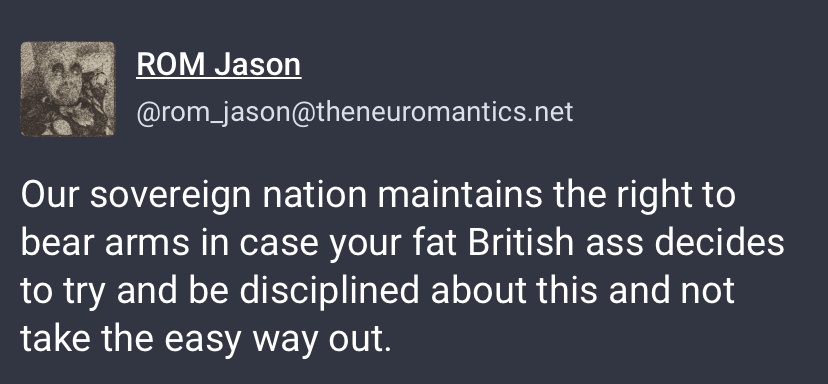 ROM Jason
@rom_jason@theneuromantics.net
Our sovereign nation maintains the right to
bear arms in case your fat British ass decides
to try and be disciplined about this and not
take the easy way out.